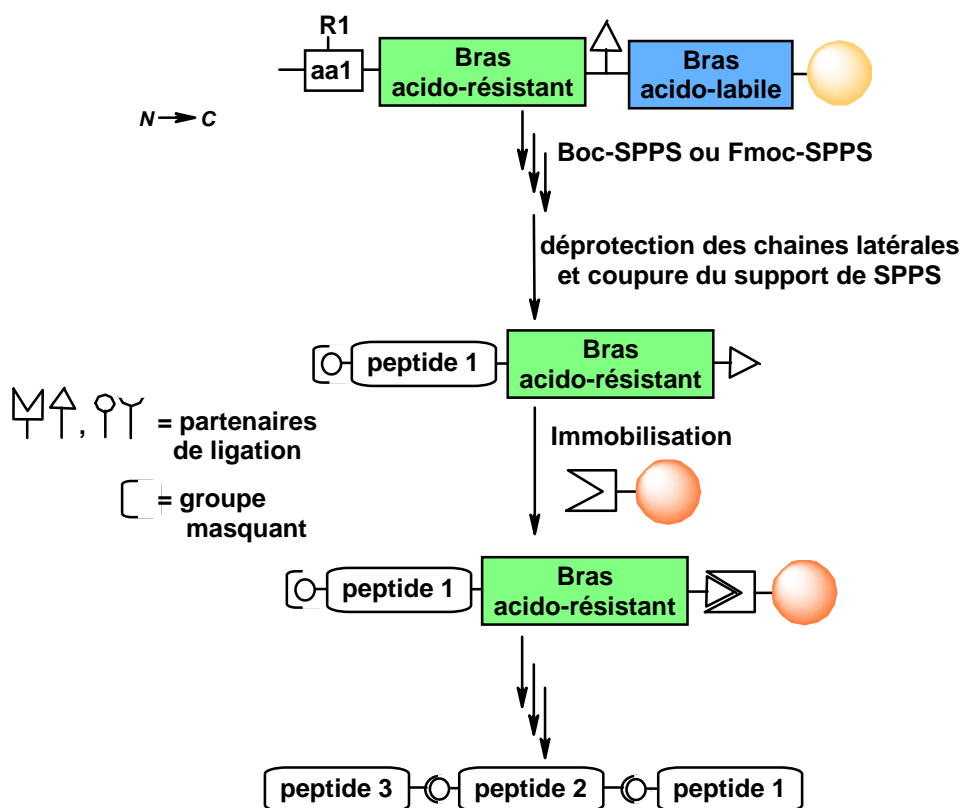 R1
aa1
Bras
acido-résistant
Bras
acido-labile
N C
Boc-SPPS ou Fmoc-SPPS
déprotection des chaines latérales
et coupure du support de SPPS
peptide 1
Bras
acido-résistant
, = partenaires
de ligation
= groupe
masquant
Immobilisation
peptide 1
Bras
acido-résistant
peptide 3
peptide 2
peptide 1